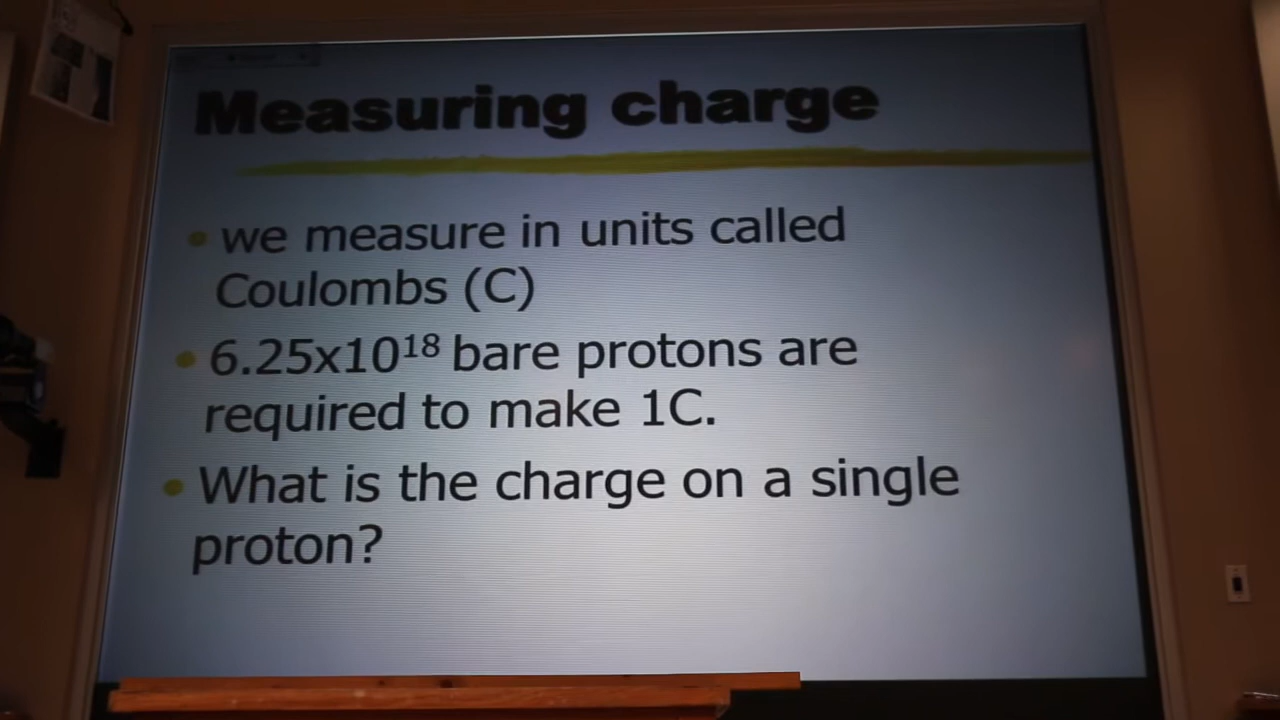 Measuring charge
• we measure in units called
Coulombs (C)
• 6.25x10¹⁸ bare protons are
required to make 1C.
• What is the charge on a single
proton?